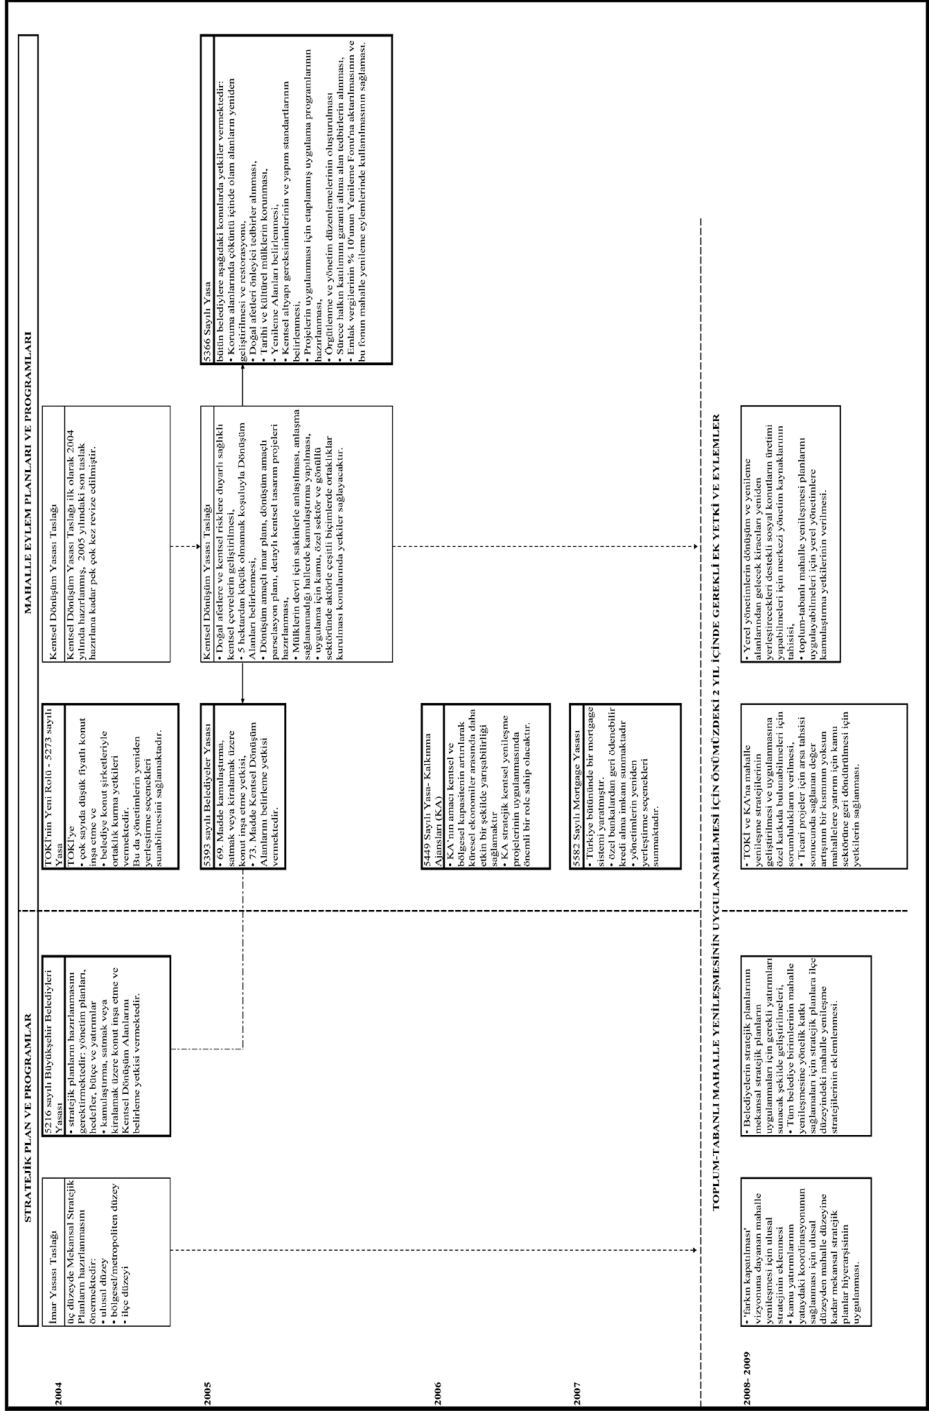 STRATEJİK PLAN VE PROGRAMLAR
MAHALLE EYLEM PLANLARI VE PROGRAMLARI
2004
İmar Yasası Taslağı
üç düzeyde Mekansal Stratejik
Planların hazırlanmasını
önermektedir:
• ulusal düzey
• bölgesel/metropoliten düzey
• ilçe düzeyi
5216 sayılı Büyükşehir Belediyleri
Yasası
• stratejik planların hazırlanmasını
gerektirmektedir: yönetim planları,
hedefler, bütçe ve yatırımlar
• kamulaştırma, satmak veya
kiralamak üzere konut inşa etme ve
Kentsel Dönüşüm Alanlarını
belirleme yetkisi vermektedir.
TOKİ'nin Yeni Rolü - 5273 sayılı
Yasa
TOKİ'ye
• çok sayıda düşük fiyatlı konut
inşa etme ve
• belediye konut şirketleriyle
ortaklık kurma yetkileri
vermektedir.
Bu da yönetimlerin yeniden
yerleştirme seçenekleri
sunabilmesini sağlamaktadır.
Kentsel Dönüşüm Yasası Taslağı
Kentsel Dönüşüm Yasası Taslağı ilk olarak 2004
yılında hazırlanmış, 2005 yılındaki son taslak
hazırlana kadar pek çok kez revize edilmiştir.
2005
5393 sayılı Belediyeler Yasası
• 69. Madde kamulaştırma,
satmak veya kiralamak üzere
konut inşa etme yetkisi,
• 73. Madde Kentsel Dönüşüm
Alanlarını belirleme yetkisi
vermektedir.
Kentsel Dönüşüm Yasası Taslağı
• Doğal afetlere ve kentsel risklere duyarlı sağlıklı
kentsel çevrelerin geliştirilmesi,
• 5 hektardan küçük olmamak koşuluyla Dönüşüm
Alanları belirlenmesi,
• Dönüşüm amaçlı imar planı, dönüşüm amaçlı
parselasyon planı, detaylı kentsel tasarım projeleri
hazırlanması,
• Mülklerin devri için sakinlerle anlaşılması, anlaşma
sağlanamadığı hallerde kamulaştırma yapılması,
• uygulama için kamu, özel sektör ve gönüllü
sektöründe aktörle çeşitli biçimlerde ortaklıklar
kurulması konularında yetkiler sağlayacaktır.
5366 Sayılı Yasa
bütün belediylere aşağıdaki konularda yetkiler vermektedir:
• Koruma alanlarında çöküntü içinde olam alanların yeniden
geliştirilmesi ve restorasyonu,
• Doğal afetleri önleyici tedbirler alınması,
• Tarihi ve kültürel mülklerin korunması,
• Yenileme Alanları belirlenmesi,
• Kentsel altyapı gereksinimlerinin ve yapım standartlarının
belirlenmesi,
• Projelerin uygulanması için etaplanmış uygulama programlarının
hazırlanması,
• Örgütlenme ve yönetim düzenlemelerinin oluşturulması
• Sürece halkın katılımını garanti altına alan tedbirlerin alınması,
• Emlak vergilerinin % 10'unun Yenileme Fonu'na aktarılmasının ve
bu fonun mahalle yenileme eylemlerinde kullanılmasının sağlaması.
2006
5449 Sayılı Yasa- Kalkınma
Ajansları (KA)
• KA'nın amacı kentsel ve
bölgesel kapasitenin artırılarak
küresel ekonomiler arasında daha
etkin bir şekilde yarışabilirliği
sağlamaktır
• KA stratejik kentsel yenileşme
projelerinin uygulanmasında
önemli bir role sahip olacaktır.
2007
5582 Sayılı Mortgage Yasası
• Türkiye bütününde bir mortgage
sistemi yaratmıştır.
• özel bankalardan geri ödenebilir
kredi alma imkanı sunmaktadır
• yönetimlerin yeniden
yerleştirme seçenekleri
sunmaktadır.
TOPLUM-TABANLI MAHALLE YENİLEŞMESİNİN UYGULANABİLMESİ İÇİN ÖNÜMÜZDEKİ 2 YIL İÇİNDE GEREKLİ EK YETKİ VE EYLEMLER
2008- 2009
• 'farkın kapatılması'
vizyonuna dayanan mahalle
yenileşmesi için ulusal
stratejinin eklenmesi
• kamu yatırımlarının
yataydaki koordinasyonunun
sağlanması için ulusal
düzeyden mahalle düzeyine
kadar mekansal stratejik
planlar hiyerarşisinin
uygulanması.
• Belediyelerin stratejik planlarının
mekansal stratejik planların
uygulanmaları için gerekli yatırımları
sunacak şekilde geliştirilmeleri,
• Tüm belediye birimlerinin mahalle
yenileşmesine yönelik katkı
sağlamaları için stratejik planlara ilçe
düzeyindeki mahalle yenileşme
stratejilerinin eklemlenmesi.
• TOKİ ve KA'na mahalle
yenileşme stratejilerinin
geliştirilmesi ve uygulanmasına
özel katkıda bulunabilmeleri için
sorumlulukların verilmesi,
• Ticari projeler için arsa tahsisi
sonucunda sağlanan değer
artışının bir kısmının yoksun
mahallelere yatırım için kamu
sektörüne geri döndürülmesi için
yetkilerin sağlanması.
• Yerel yönetimlerin dönüşüm ve yenileme
alanlarından gelecek kiracıları yeniden
yerleştirecekleri destekli sosyal konutların üretimi
yapabilmeleri için merkezi yönetim kaynaklarının
tahsisi,
• toplum-tabanlı mahalle yenileşmesi planlarını
uygulayabilmeleri için yerel yönetimlere
kamulaştırma yetkilerinin verilmesi.